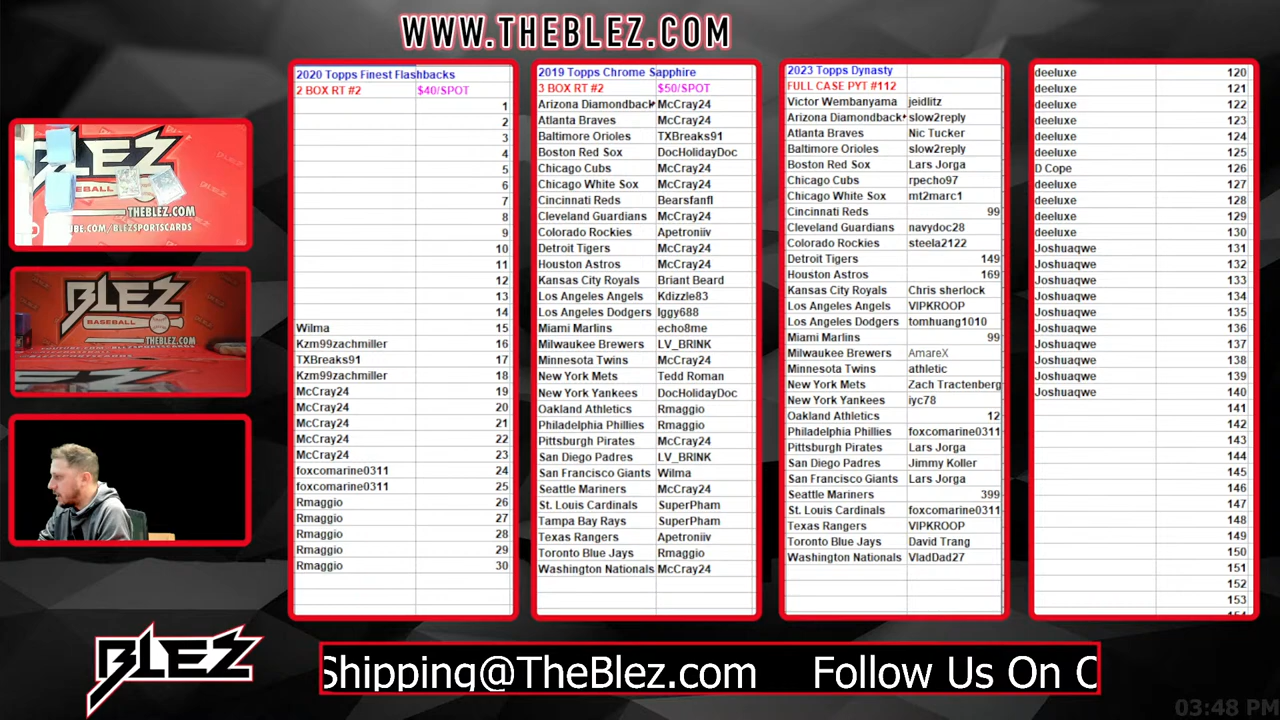 WWW.THEBLEZ.COM
2020 Topps Finest Flashbacks
2 BOX RT #2 $40/SPOT
1
2
3
4
5
6
7
8
9
10
11
12
13
14
Wilma 15
Kzm99zachmiller 16
TXBreaks91 17
Kzm99zachmiller 18
McCray24 19
McCray24 20
McCray24 21
McCray24 22
McCray24 23
foxcomarine0311 24
foxcomarine0311 25
Rmaggio 26
Rmaggio 27
Rmaggio 28
Rmaggio 29
Rmaggio 30
2019 Topps Chrome Sapphire
3 BOX RT #2 $50/SPOT
Arizona Diamondback McCray24
Atlanta Braves McCray24
Baltimore Orioles TXBreaks91
Boston Red Sox DocHolidayDoc
Chicago Cubs McCray24
Chicago White Sox McCray24
Cincinnati Reds Bearsfanfl
Cleveland Guardians McCray24
Colorado Rockies Apetroniiv
Detroit Tigers McCray24
Houston Astros McCray24
Kansas City Royals Briant Beard
Los Angeles Angels Kdizzle83
Los Angeles Dodgers Iggy688
Miami Marlins echo8me
Milwaukee Brewers LV_BRINK
Minnesota Twins McCray24
New York Mets Tedd Roman
New York Yankees DocHolidayDoc
Oakland Athletics Rmaggio
Philadelphia Phillies Rmaggio
Pittsburgh Pirates McCray24
San Diego Padres LV_BRINK
San Francisco Giants Wilma
Seattle Mariners McCray24
St. Louis Cardinals SuperPham
Tampa Bay Rays SuperPham
Texas Rangers Apetroniiv
Toronto Blue Jays Rmaggio
Washington Nationals McCray24
2023 Topps Dynasty
FULL CASE PYT #112
Victor Wembanyama jeidlitz
Arizona Diamondback slow2reply
Atlanta Braves Nic Tucker
Baltimore Orioles slow2reply
Boston Red Sox Lars Jorga
Chicago Cubs rpecho97
Chicago White Sox mt2marc1
Cincinnati Reds 99
Cleveland Guardians navydoc28
Colorado Rockies steela2122
Detroit Tigers 149
Houston Astros 169
Kansas City Royals Chris sherlock
Los Angeles Angels VIPKROOP
Los Angeles Dodgers tomhuang1010
Miami Marlins 99
Milwaukee Brewers AmareX
Minnesota Twins athletic
New York Mets Zach Tractenberg
New York Yankees iyc78
Oakland Athletics 12
Philadelphia Phillies foxcomarine0311
Pittsburgh Pirates Lars Jorga
San Diego Padres Jimmy Koller
San Francisco Giants Lars Jorga
Seattle Mariners 399
St. Louis Cardinals foxcomarine0311
Texas Rangers VIPKROOP
Toronto Blue Jays David Trang
Washington Nationals VladDad27
deeluxe 120
deeluxe 121
deeluxe 122
deeluxe 123
deeluxe 124
deeluxe 125
D Cope 126
deeluxe 127
deeluxe 128
deeluxe 129
deeluxe 130
Joshuaqwe 131
Joshuaqwe 132
Joshuaqwe 133
Joshuaqwe 134
Joshuaqwe 135
Joshuaqwe 136
Joshuaqwe 137
Joshuaqwe 138
Joshuaqwe 139
Joshuaqwe 140
141
142
143
144
145
146
147
148
149
150
151
152
153
BLEZ
BASEBALL
THEBLEZ.COM
UBE.COM/BLEZSPORTSCARDS
BLEZ
BASEBALL
THEBLEZ.COM
BLEZ
Shipping@TheBlez.com Follow Us On
03:48 PM